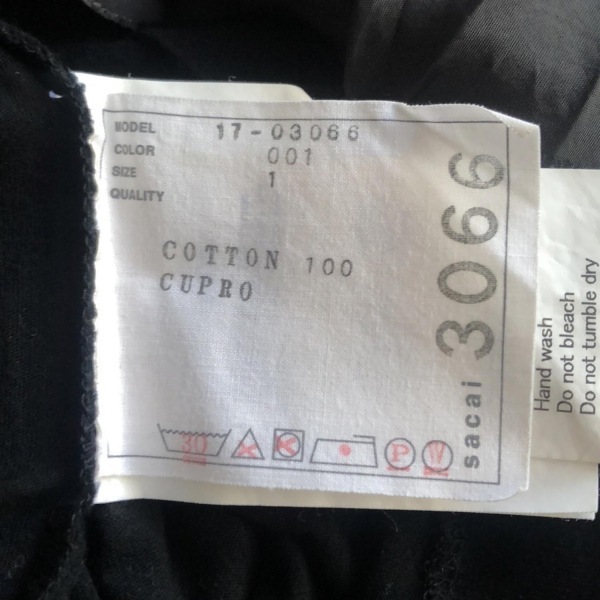 MODEL 17-03066
COLOR 001
SIZE 1
QUALITY
COTTON 100
CUPRO
30
P
W
sacai 3066
Hand wash
Do not bleach
Do not tumble dry